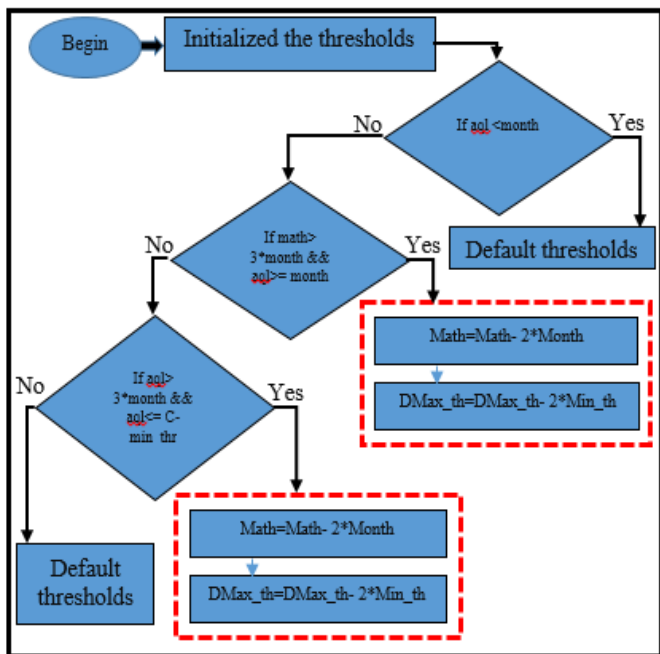 Begin
Initialized the thresholds
If aql <month
No
Yes
Default thresholds
If math>
3*month &&
aql>= month
No
Yes
Math=Math- 2*Month
DMax_th=DMax_th- 2*Min_th
If aql>
3*month &&
aql<= C-
min thr
No
Yes
Math=Math- 2*Month
DMax_th=DMax_th- 2*Min_th
Default
thresholds